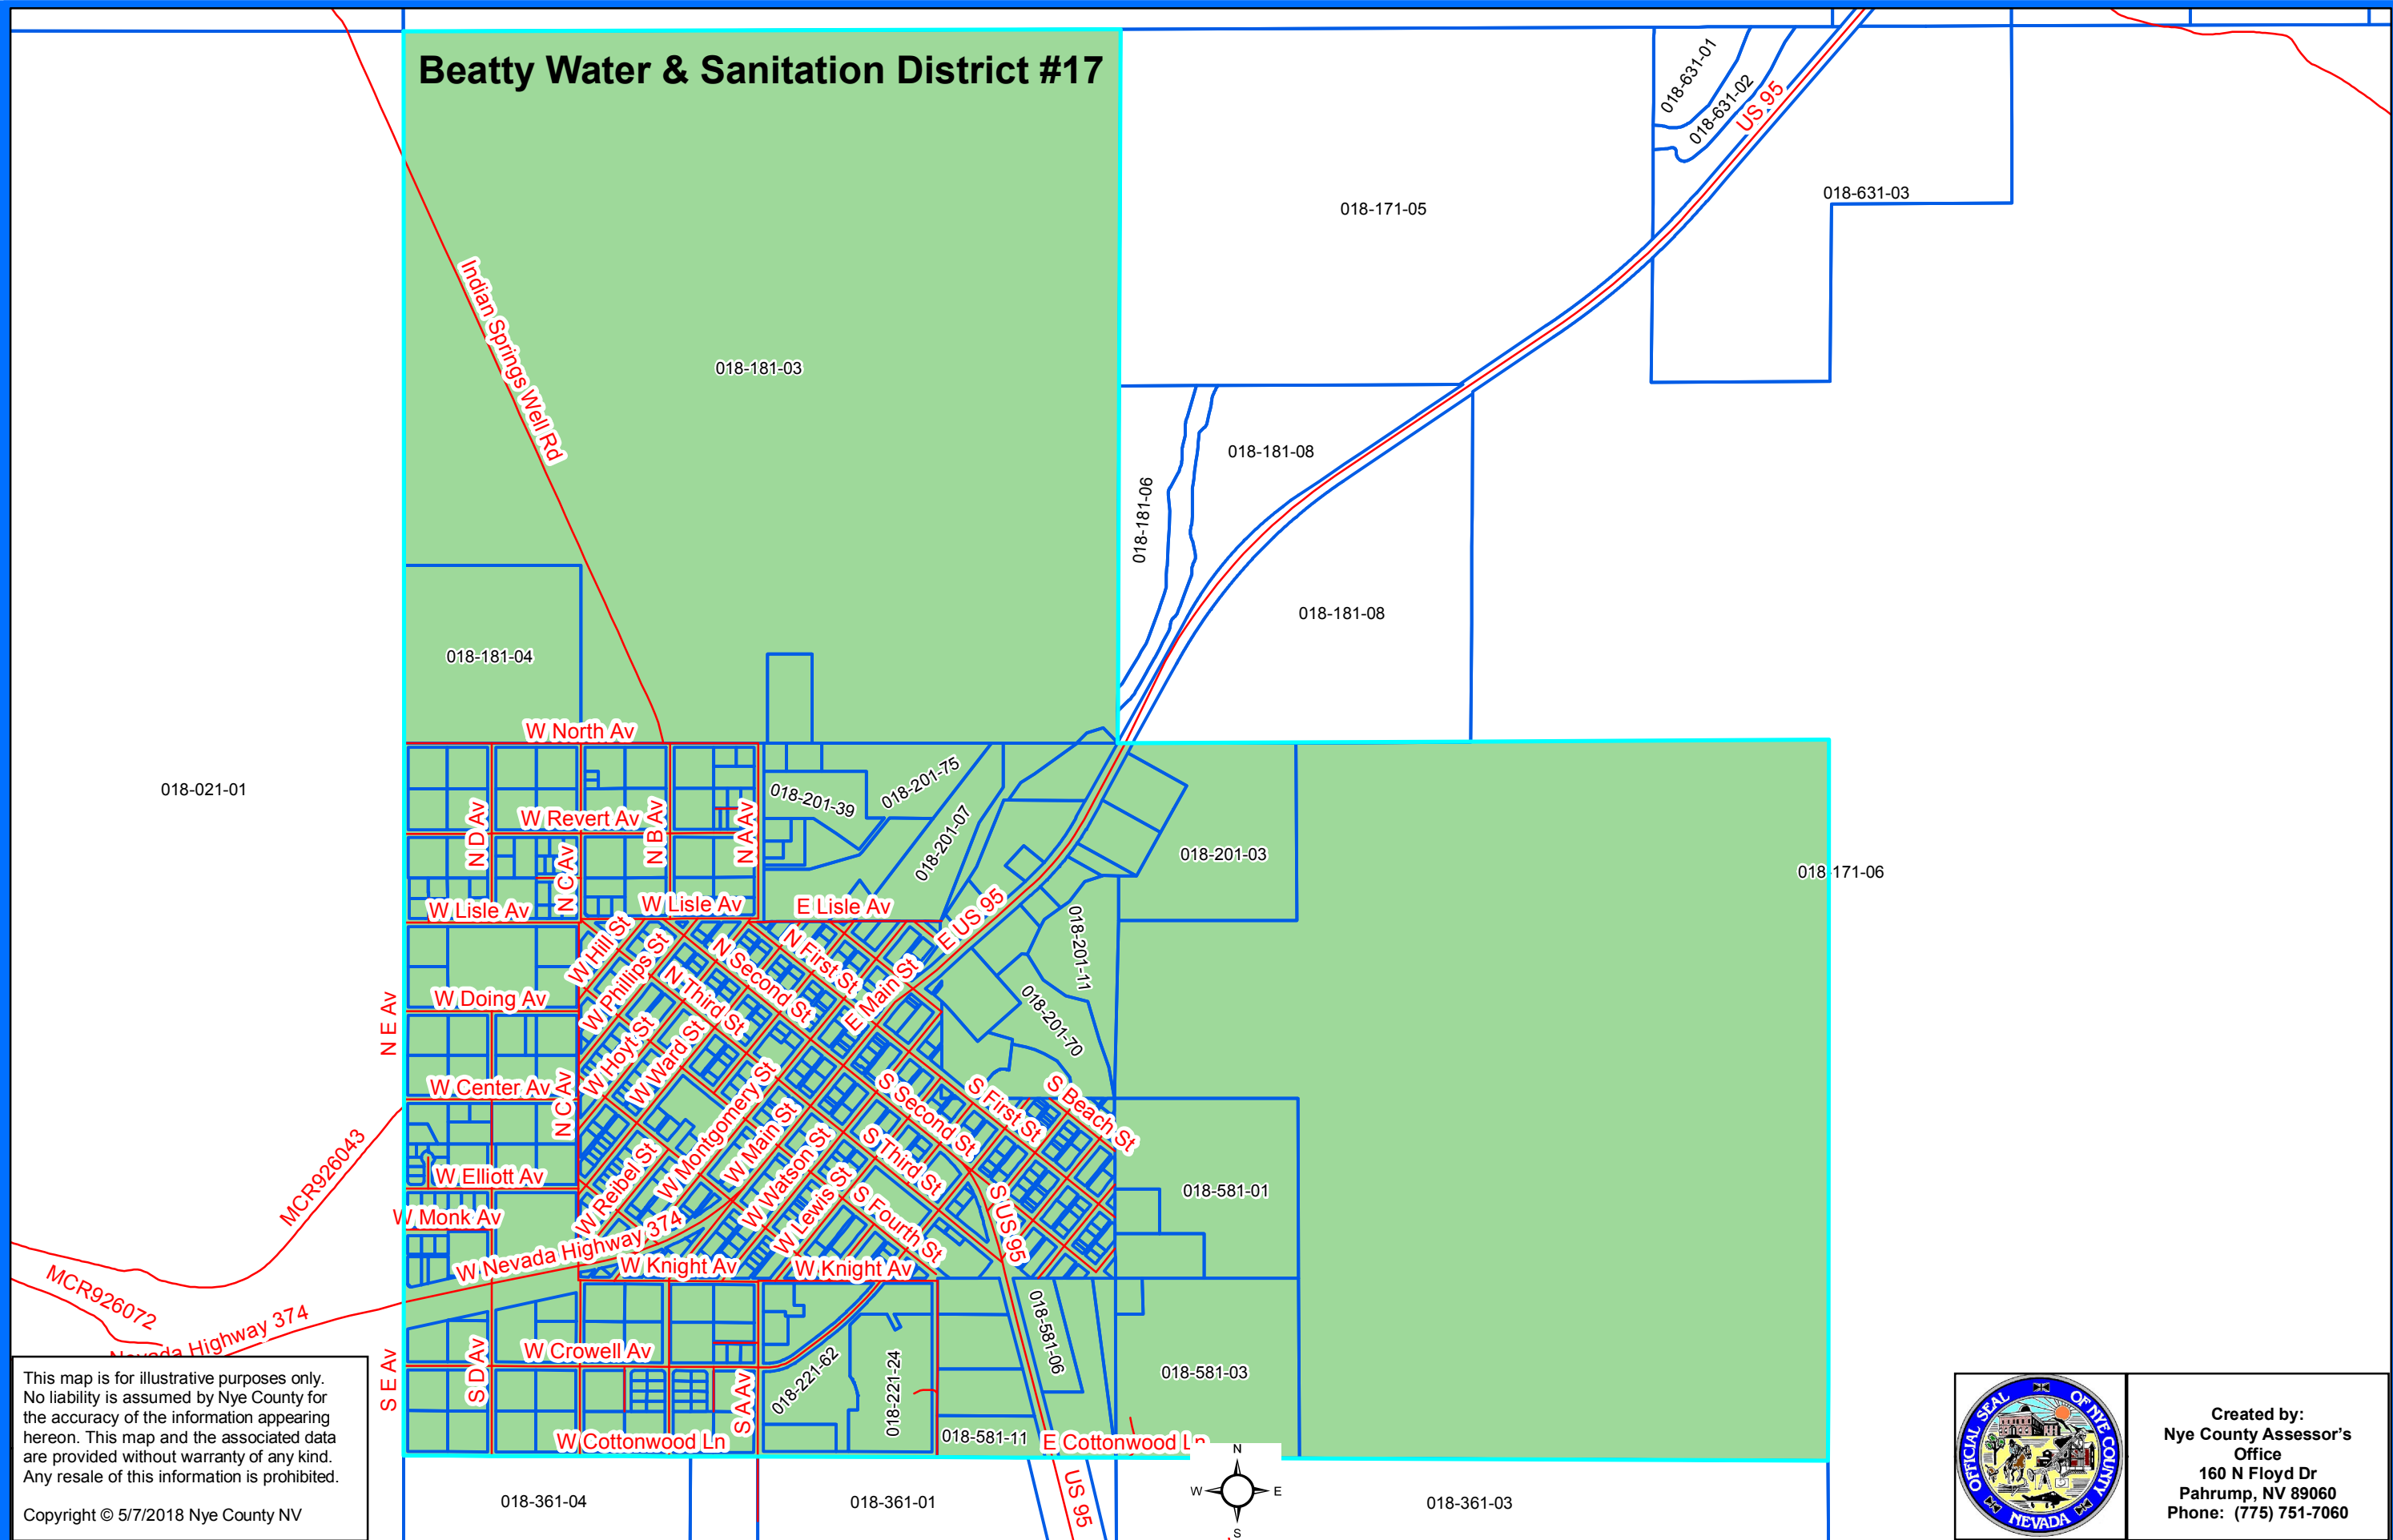 Beatty Water & Sanitation District #17
018-631-01
018-631-02
US 95
018-631-03
018-171-05
Indian Springs Well Rd
018-181-03
018-181-08
018-181-06
018-181-08
018-181-04
W North Av
018-021-01
018-201-39
018-201-75
018-201-07
W Revert Av
N D Av
N C Av
N B Av
N A Av
018-201-03
018-171-06
W Lisle Av
W Lisle Av
E Lisle Av
E US 95
018-201-11
W Hill St
W Phillips St
N Third St
N Second St
N First St
E Main St
018-201-70
W Doing Av
N E Av
W Hoyt St
W Ward St
W Center Av
N C Av
W Montgomery St
W Main St
S Second St
S First St
S Beach St
MCR926043
W Elliott Av
W Reibel St
W Watson St
W Lewis St
S Third St
S Fourth St
S US 95
018-581-01
W Monk Av
W Nevada Highway 374
W Knight Av
W Knight Av
MCR926072
Nevada Highway 374
018-581-06
W Crowell Av
S E Av
S D Av
S A Av
018-221-62
018-221-24
018-581-03
W Cottonwood Ln
018-581-11
E Cottonwood Ln
018-361-04
018-361-01
US 95
N
W
E
S
018-361-03
This map is for illustrative purposes only.
No liability is assumed by Nye County for
the accuracy of the information appearing
hereon. This map and the associated data
are provided without warranty of any kind.
Any resale of this information is prohibited.
Copyright © 5/7/2018 Nye County NV
OFFICIAL SEAL
OF NYE COUNTY
NEVADA
Created by:
Nye County Assessor's
Office
160 N Floyd Dr
Pahrump, NV 89060
Phone: (775) 751-7060